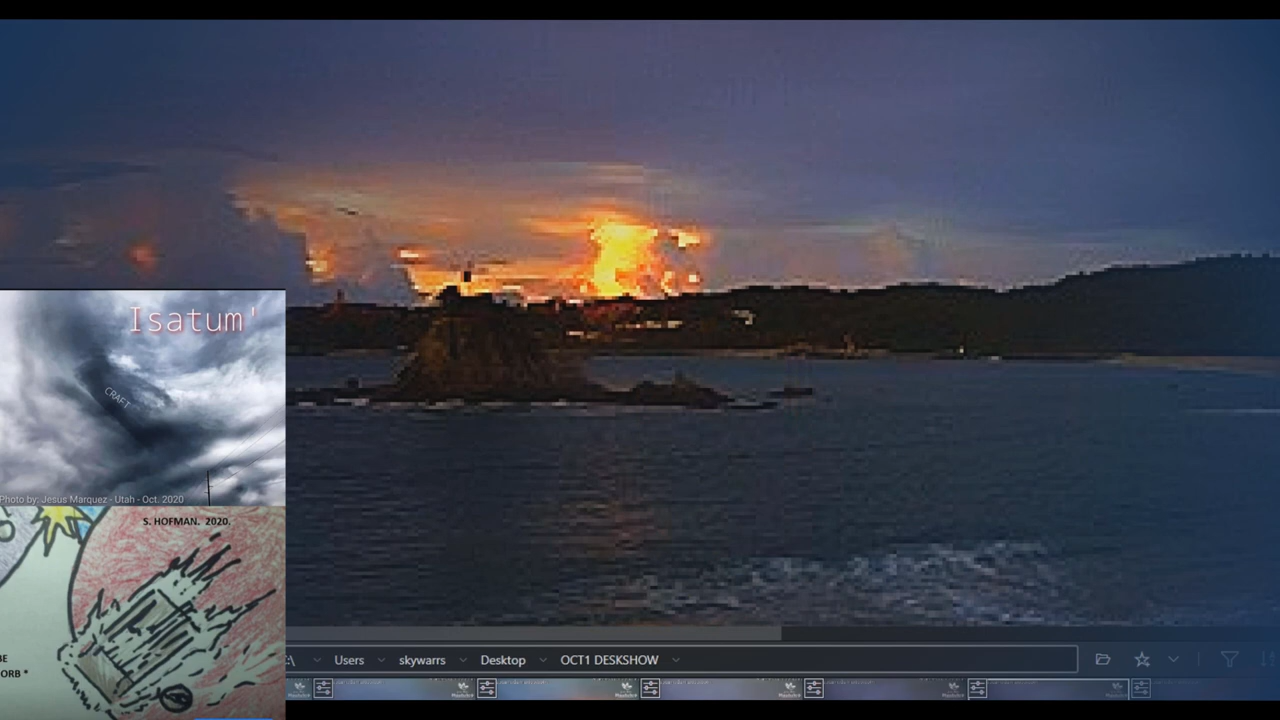 Isatum'
CRAFT
Photo by: Jesus Marquez - Utah - Oct. 2020
S. HOFMAN. 2020.
BE
ORB *
:\ Users skywarrs Desktop OCT1 DESKSHOW